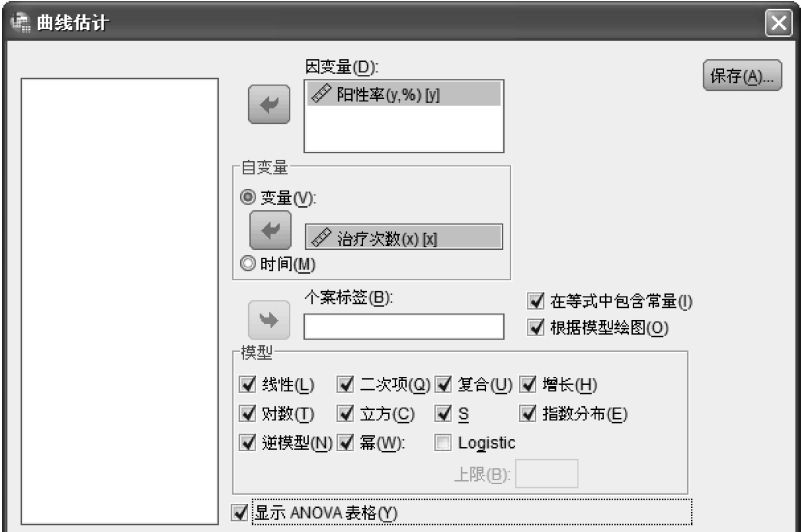 曲线估计
因变量(D):
保存(A)...
阳性率(y,%) [y]
自变量
变量(V):
治疗次数(x) [x]
时间(M)
个案标签(B):
在等式中包含常量(I)
根据模型绘图(O)
模型
线性(L) 二次项(Q) 复合(U) 增长(H)
对数(T) 立方(C) S 指数分布(E)
逆模型(N) 幂(W): Logistic
上限(B):
显示 ANOVA 表格(Y)